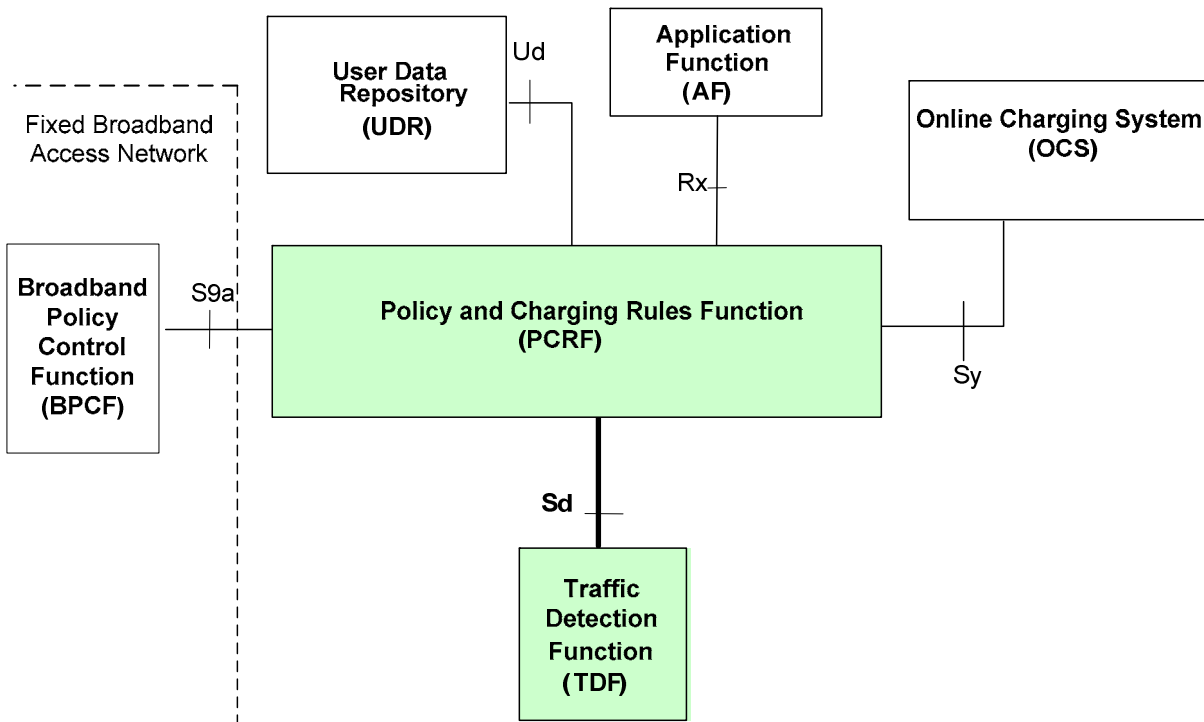 User Data
Repository
(UDR)
Ud
Application
Function
(AF)
Online Charging System
(OCS)
Fixed Broadband
Access Network
Rx
Broadband
Policy
Control
Function
(BPCF)
S9a
Policy and Charging Rules Function
(PCRF)
Sy
Sd
Traffic
Detection
Function
(TDF)